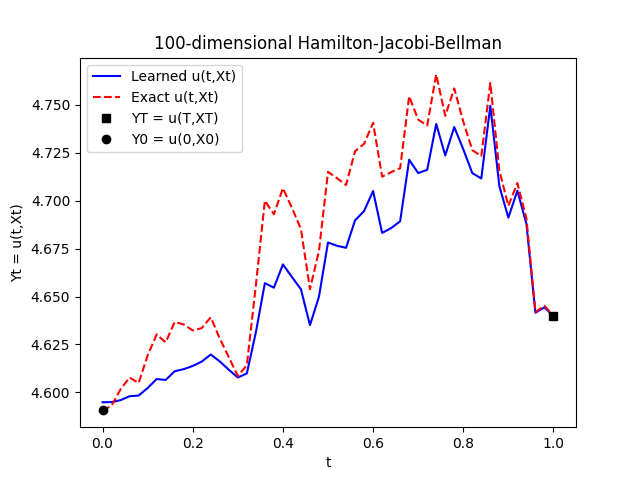 100-dimensional Hamilton-Jacobi-Bellman
Learned u(t,Xt)
Exact u(t,Xt)
YT = u(T,XT)
Y0 = u(0,X0)
Yt = u(t,Xt)
4.750
4.725
4.700
4.675
4.650
4.625
4.600
0.0 0.2 0.4 0.6 0.8 1.0
t